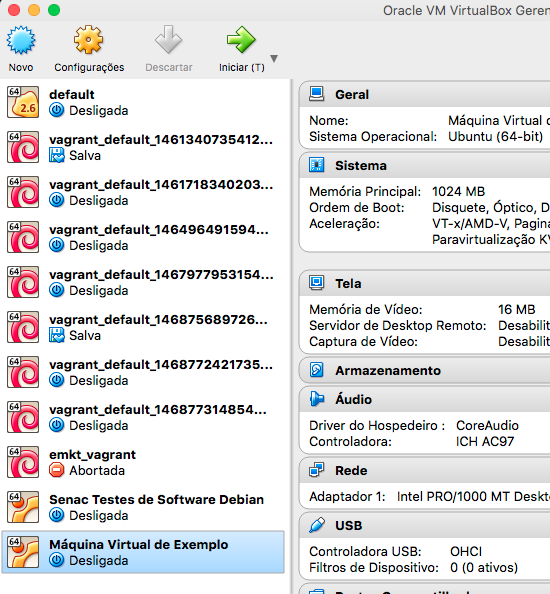 Oracle VM VirtualBox Geren
Novo
Configurações
Descartar
Iniciar (T)
64
2.6
default
Desligada
64
vagrant_default_1461340735412...
Salva
64
vagrant_default_1461718340203...
Desligada
64
vagrant_default_146496491594...
Desligada
64
vagrant_default_1467977953154...
Desligada
64
vagrant_default_146875689726...
Salva
64
vagrant_default_1468772421735...
Desligada
64
vagrant_default_146877314854...
Desligada
64
emkt_vagrant
Abortada
64
Senac Testes de Software Debian
Desligada
64
Máquina Virtual de Exemplo
Desligada
Geral
Nome: Máquina Virtual d
Sistema Operacional: Ubuntu (64-bit)
Sistema
Memória Principal: 1024 MB
Ordem de Boot: Disquete, Óptico, D
Aceleração: VT-x/AMD-V, Pagina
Paravirtualização KV
Tela
Memória de Vídeo: 16 MB
Servidor de Desktop Remoto: Desabilit
Captura de Vídeo: Desabilit
Armazenamento
Áudio
Driver do Hospedeiro : CoreAudio
Controladora: ICH AC97
Rede
Adaptador 1: Intel PRO/1000 MT Deskto
USB
Controladora USB: OHCI
Filtros de Dispositivo: 0 (0 ativos)